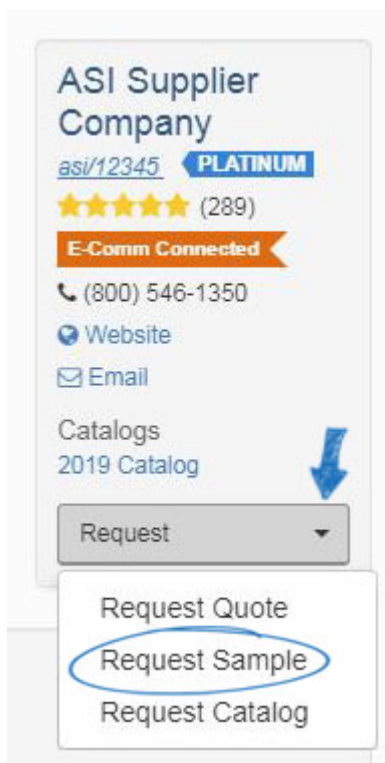 ASI Supplier
Company
asi/12345 PLATINUM
(289)
E-Comm Connected
(800) 546-1350
Website
Email
Catalogs
2019 Catalog
Request
Request Quote
Request Sample
Request Catalog